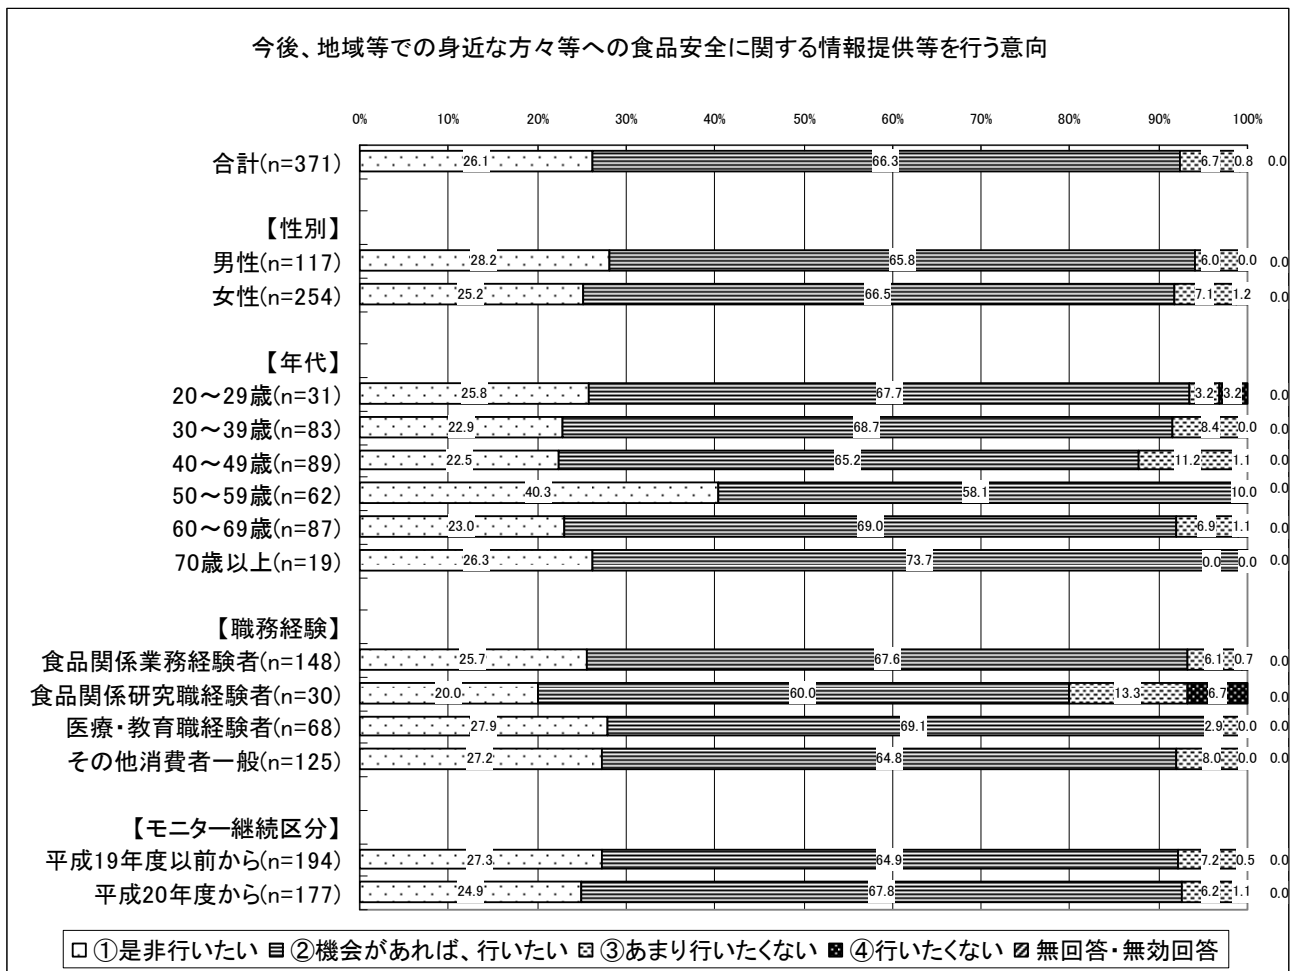 今後、地域等での身近な方々等への食品安全に関する情報提供等を行う意向
0% 10% 20% 30% 40% 50% 60% 70% 80% 90% 100%
合計(n=371) 26.1 66.3 6.7 0.8 0.0
【性別】
男性(n=117) 28.2 65.8 6.0 0.0 0.0
女性(n=254) 25.2 66.5 7.1 1.2 0.0
【年代】
20～29歳(n=31) 25.8 67.7 3.2 3.2 0.0
30～39歳(n=83) 22.9 68.7 8.4 0.0 0.0
40～49歳(n=89) 22.5 65.2 11.2 1.1 0.0
50～59歳(n=62) 40.3 58.1 10.0 0.0
60～69歳(n=87) 23.0 69.0 6.9 1.1 0.0
70歳以上(n=19) 26.3 73.7 0.0 0.0 0.0
【職務経験】
食品関係業務経験者(n=148) 25.7 67.6 6.1 0.7 0.0
食品関係研究職経験者(n=30) 20.0 60.0 13.3 6.7 0.0
医療・教育職経験者(n=68) 27.9 69.1 2.9 0.0 0.0
その他消費者一般(n=125) 27.2 64.8 8.0 0.0 0.0
【モニター継続区分】
平成19年度以前から(n=194) 27.3 64.9 7.2 0.5 0.0
平成20年度から(n=177) 24.9 67.8 6.2 1.1 0.0
①是非行いたい ②機会があれば、行いたい ③あまり行いたくない ④行いたくない 無回答・無効回答